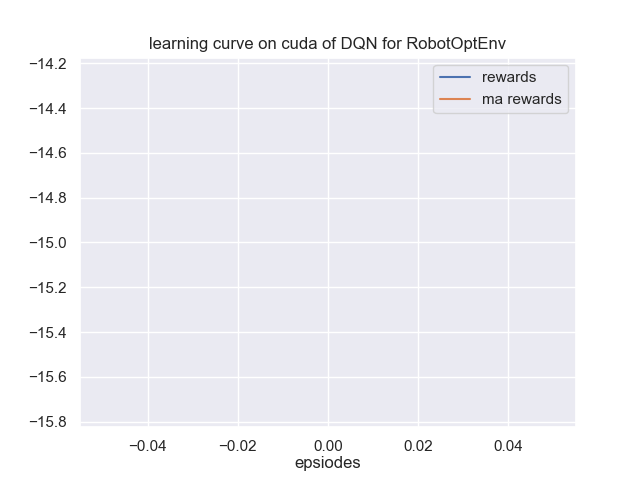 learning curve on cuda of DQN for RobotOptEnv
rewards
ma rewards
−14.2
−14.4
−14.6
−14.8
−15.0
−15.2
−15.4
−15.6
−15.8
−0.04 −0.02 0.00 0.02 0.04
epsiodes